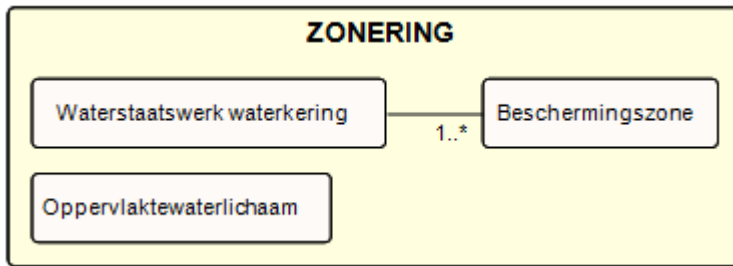 ZONERING
Waterstaatswerk waterkering
Beschermingszone
1..*
Oppervlaktewaterlichaam